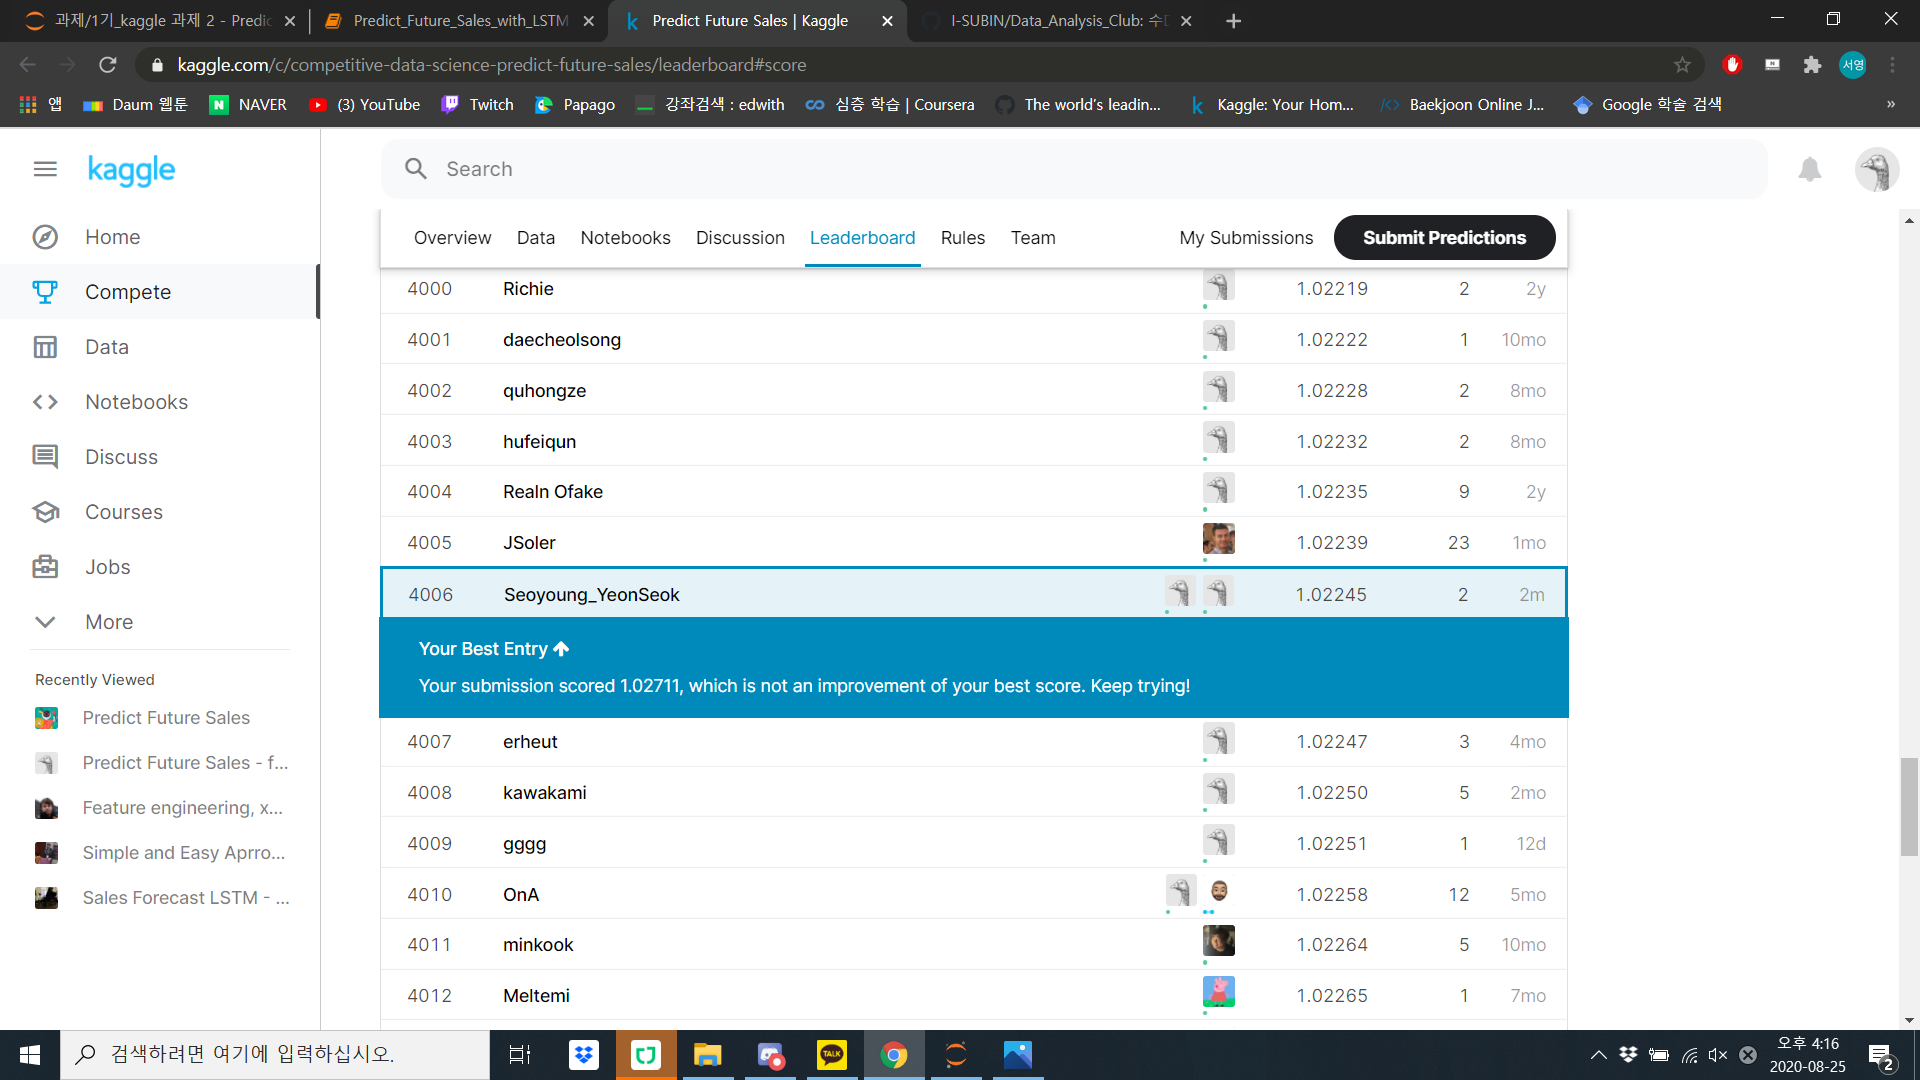 과제/1기_kaggle 과제 2 - Predic
Predict_Future_Sales_with_LSTM
Predict Future Sales | Kaggle
I-SUBIN/Data_Analysis_Club: 수
kaggle.com/c/competitive-data-science-predict-future-sales/leaderboard#score
서영
앱
Daum 웹툰
NAVER
(3) YouTube
Twitch
Papago
강좌검색 : edwith
심층 학습 | Coursera
The world's leadin...
Kaggle: Your Hom...
Baekjoon Online J...
Google 학술 검색
»
kaggle
Search
Home
Compete
Data
Notebooks
Discuss
Courses
Jobs
More
Recently Viewed
Predict Future Sales
Predict Future Sales - f...
Feature engineering, x...
Simple and Easy Aprro...
Sales Forecast LSTM - ...
Overview Data Notebooks Discussion Leaderboard Rules Team My Submissions Submit Predictions
4000 Richie 1.02219 2 2y
4001 daecheolsong 1.02222 1 10mo
4002 quhongze 1.02228 2 8mo
4003 hufeiqun 1.02232 2 8mo
4004 Realn Ofake 1.02235 9 2y
4005 JSoler 1.02239 23 1mo
4006 Seoyoung_YeonSeok 1.02245 2 2m
Your Best Entry
Your submission scored 1.02711, which is not an improvement of your best score. Keep trying!
4007 erheut 1.02247 3 4mo
4008 kawakami 1.02250 5 2mo
4009 gggg 1.02251 1 12d
4010 OnA 1.02258 12 5mo
4011 minkook 1.02264 5 10mo
4012 Meltemi 1.02265 1 7mo
검색하려면 여기에 입력하십시오.
TALK
오후 4:16
2020-08-25
2